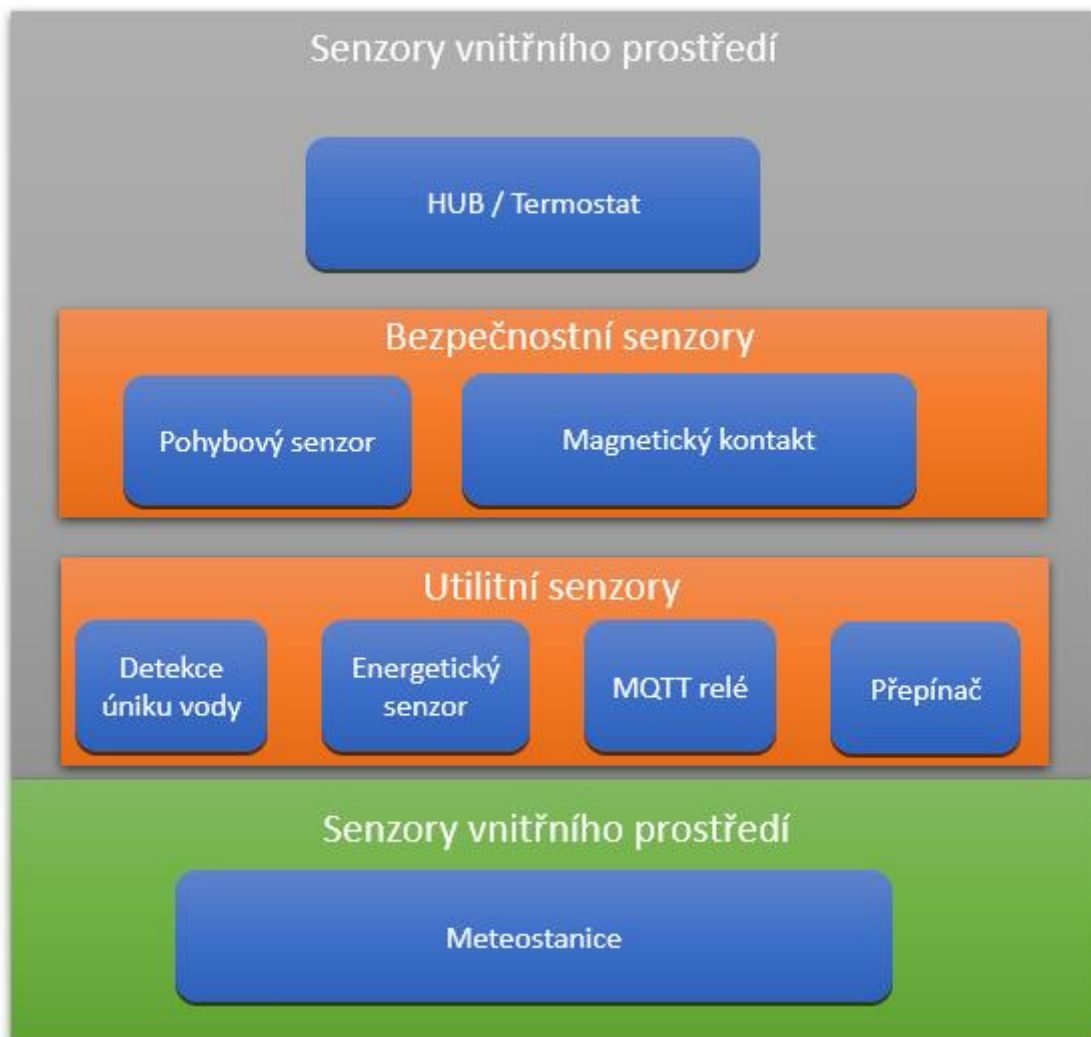 Senzory vnitřního prostředí
HUB / Termostat
Bezpečnostní senzory
Pohybový senzor
Magnetický kontakt
Utilitní senzory
Detekce
úniku vody
Energetický
senzor
MQTT relé
Přepínač
Senzory vnitřního prostředí
Meteostanice